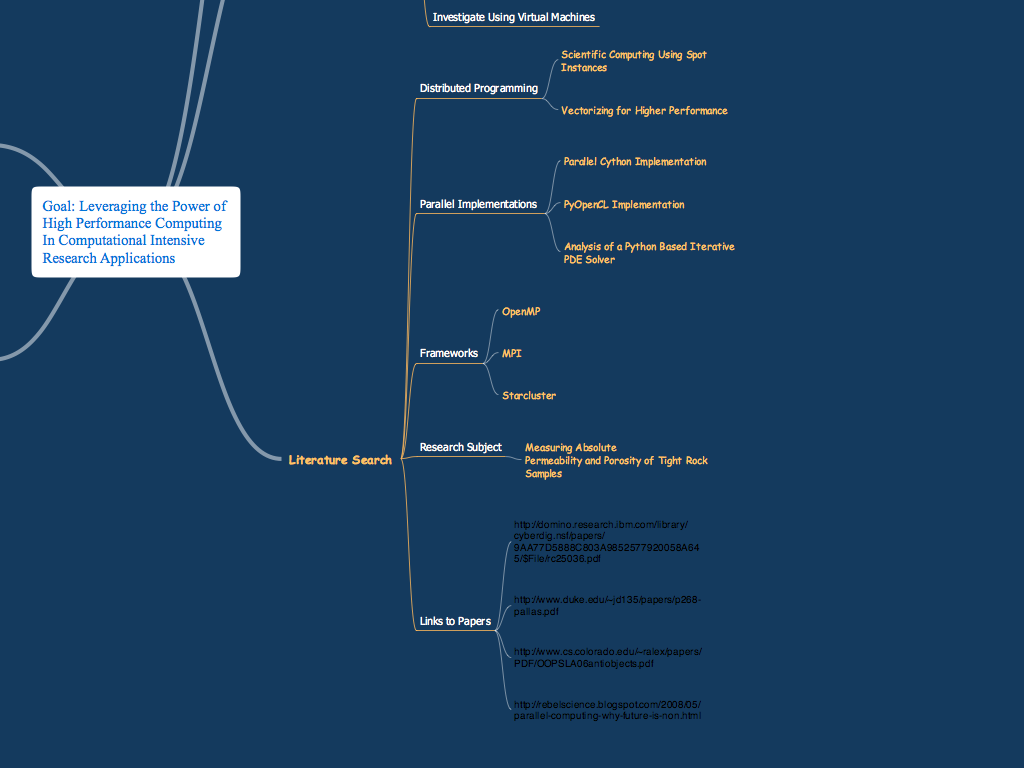 Investigate Using Virtual Machines
Distributed Programming
Scientific Computing Using Spot
Instances
Vectorizing for Higher Performance
Goal: Leveraging the Power of
High Performance Computing
In Computational Intensive
Research Applications
Parallel Implementations
Parallel Cython Implementation
PyOpenCL Implementation
Analysis of a Python Based Iterative
PDE Solver
Frameworks
OpenMP
MPI
Starcluster
Literature Search
Research Subject
Measuring Absolute
Permeability and Porosity of Tight Rock
Samples
Links to Papers
http://domino.research.ibm.com/library/
cyberdig.nsf/papers/
9AA77D5888C803A9852577920058A64
5/$File/rc25036.pdf
http://www.duke.edu/~jd135/papers/p268-
pallas.pdf
http://www.cs.colorado.edu/~ralex/papers/
PDF/OOPSLA06antiobjects.pdf
http://rebelscience.blogspot.com/2008/05/
parallel-computing-why-future-is-non.html